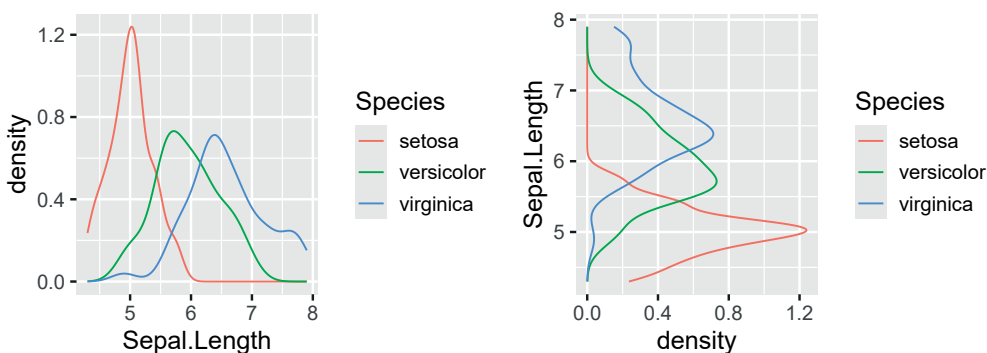 density
1.2
0.8
0.4
0.0
5
6
7
8
Sepal.Length
Species
setosa
versicolor
virginica
Sepal.Length
8
7
6
5
0.0
0.4
0.8
1.2
density
Species
setosa
versicolor
virginica